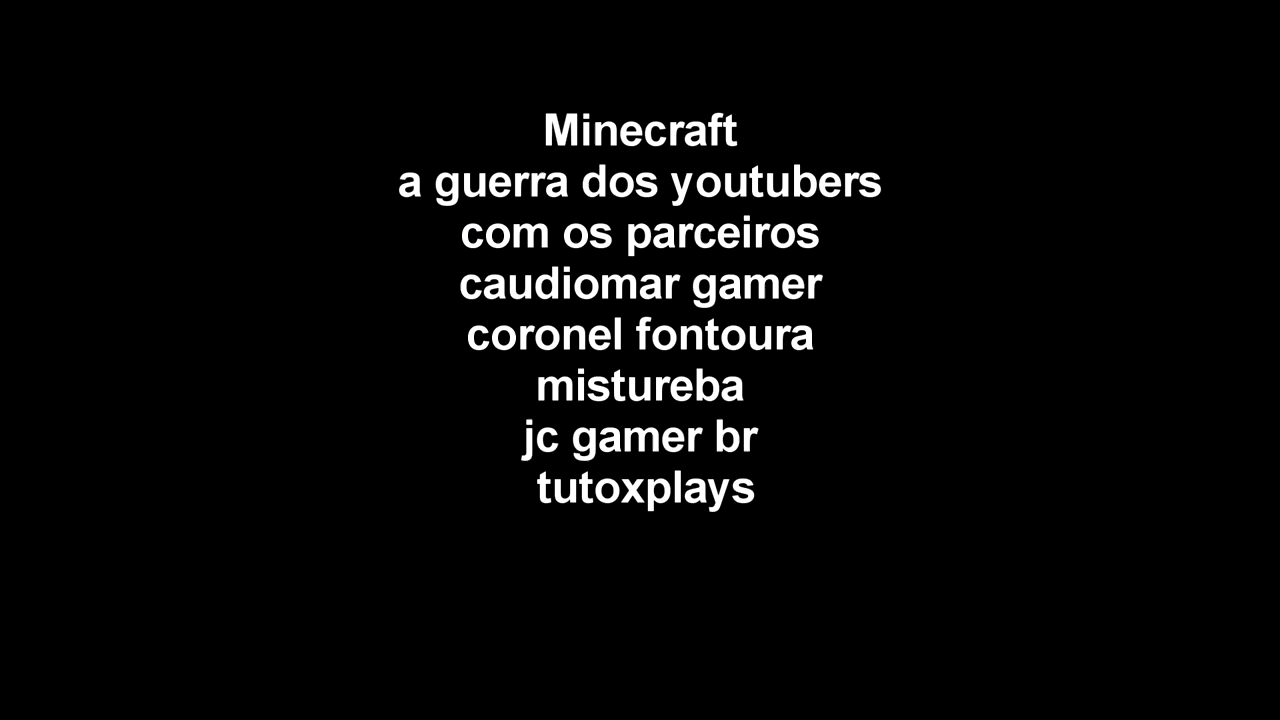 Minecraft
a guerra dos youtubers
com os parceiros
caudiomar gamer
coronel fontoura
mistureba
jc gamer br
tutoxplays